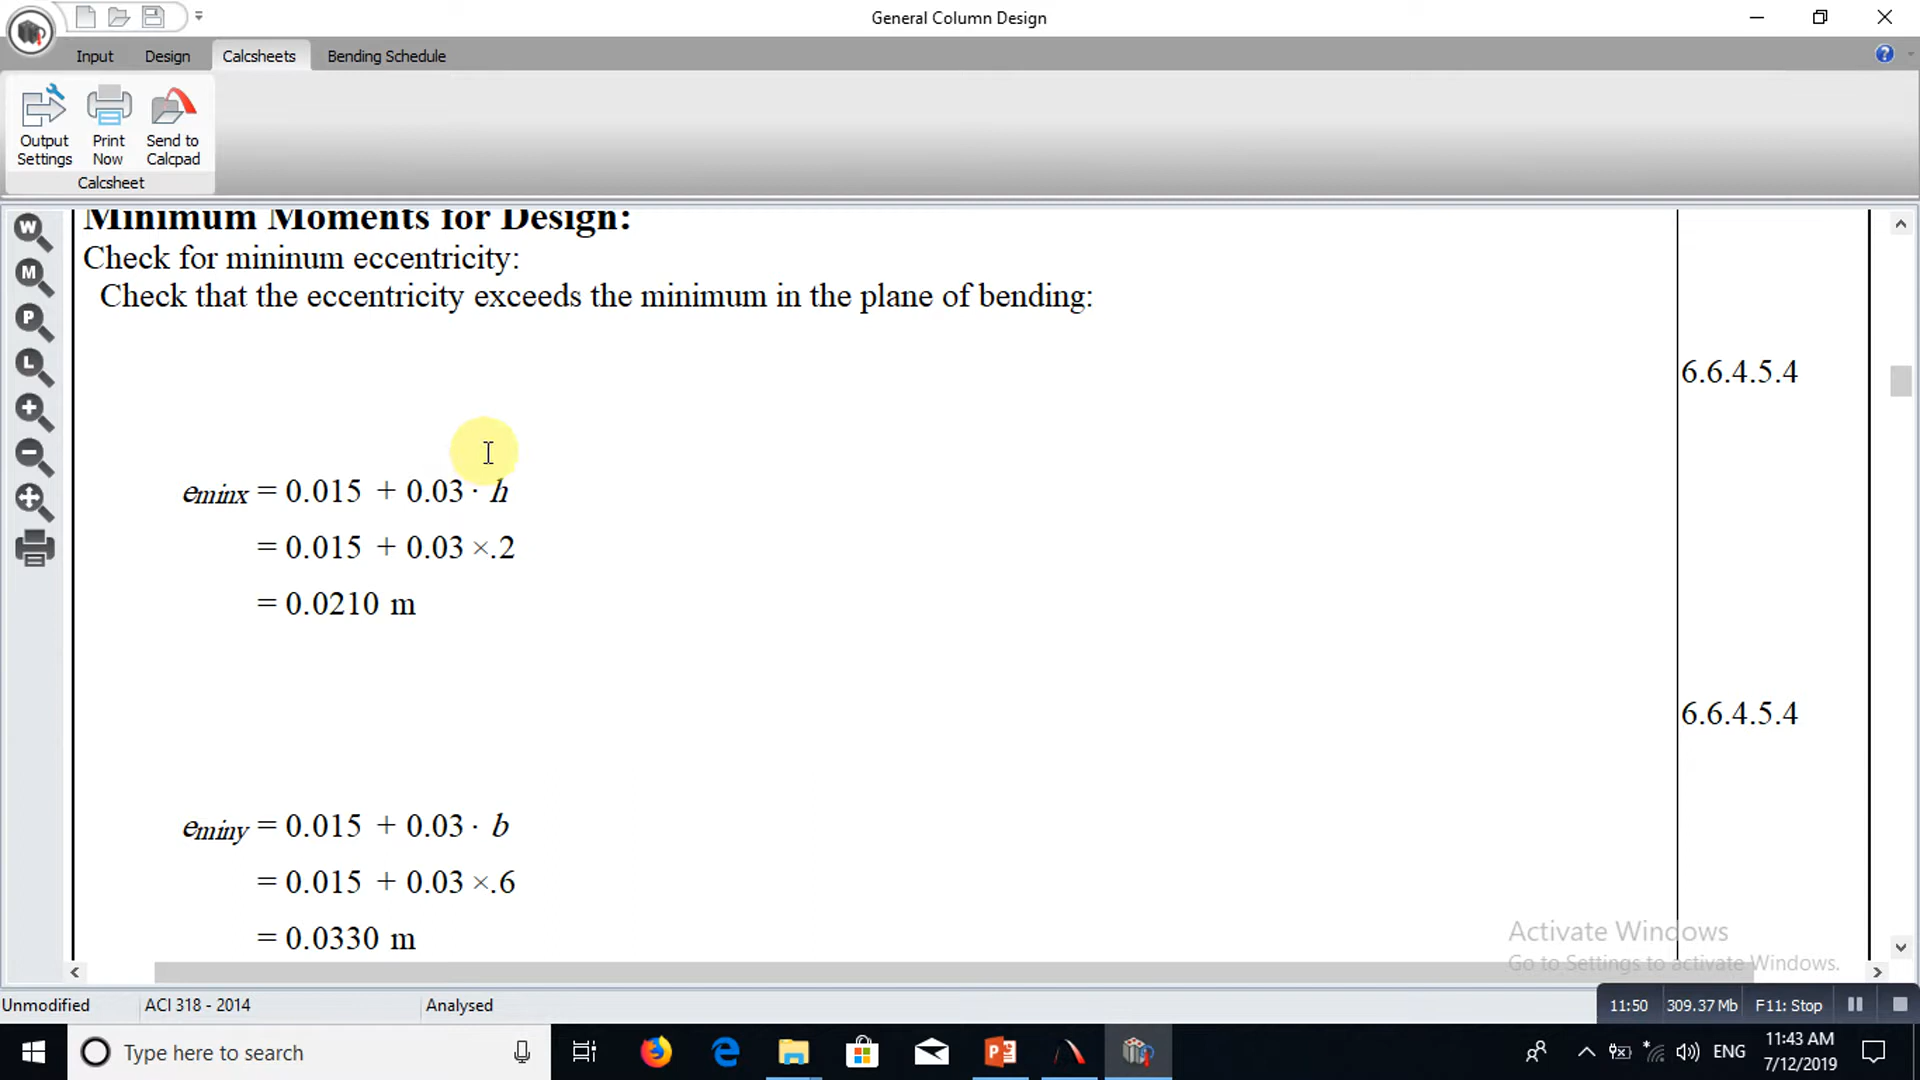 General Column Design
Input
Design
Calcsheets
Bending Schedule
Output Settings
Print Now
Send to Calcpad
Calcsheet
W
M
P
L
Minimum Moments for Design:
Check for mininum eccentricity:
Check that the eccentricity exceeds the minimum in the plane of bending:
6.6.4.5.4
eminx = 0.015 + 0.03 · h
= 0.015 + 0.03 ×.2
= 0.0210 m
6.6.4.5.4
eminy = 0.015 + 0.03 · b
= 0.015 + 0.03 ×.6
= 0.0330 m
Activate Windows
Go to Settings to activate Windows.
Unmodified
ACI 318 - 2014
Analysed
11:50
309.37 Mb
F11: Stop
Type here to search
ENG
11:43 AM
7/12/2019